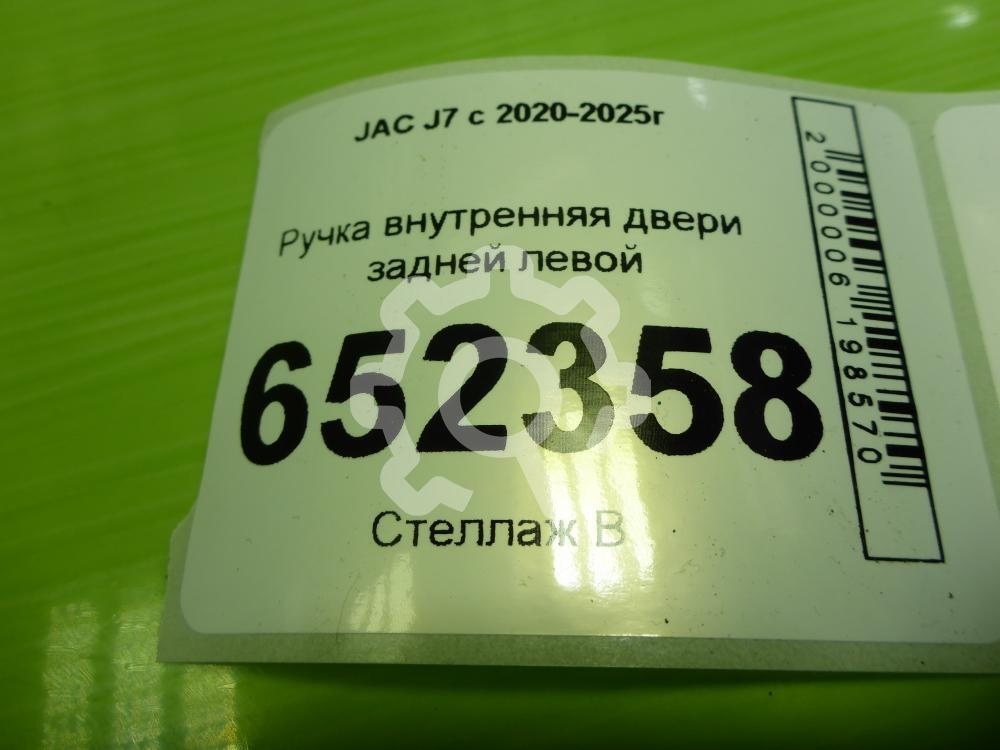 JAC J7 с 2020-2025г
Ручка внутренняя двери
задней левой
652358
Стеллаж В
2000006198570